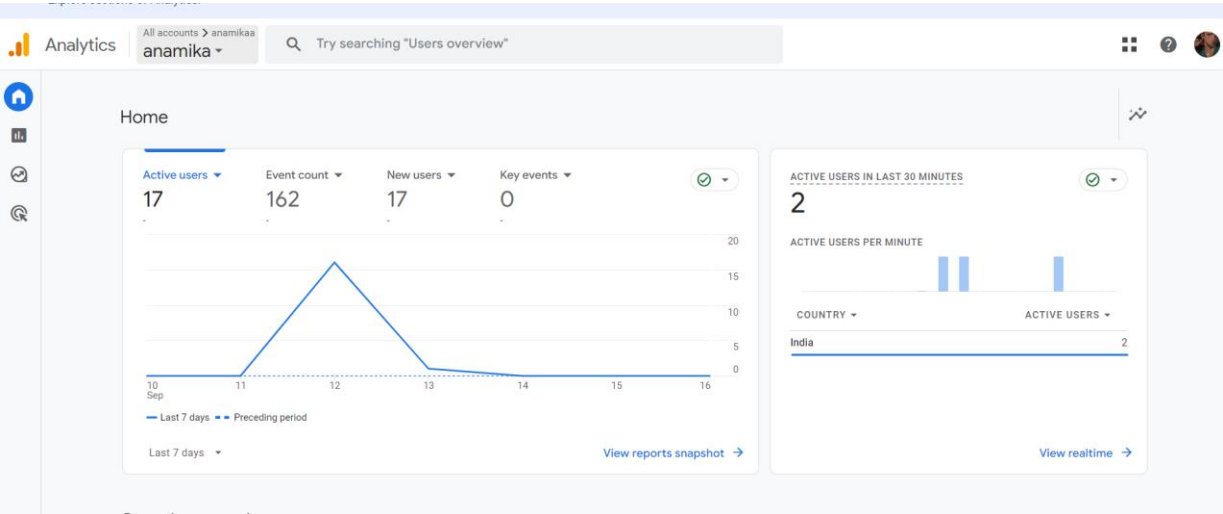 Analytics
All accounts > anamikaa
anamika
Try searching "Users overview"
Home
Active users
17
-
Event count
162
-
New users
17
-
Key events
0
-
20
15
10
5
0
10
Sep
11
12
13
14
15
16
Last 7 days
Preceding period
Last 7 days
View reports snapshot
ACTIVE USERS IN LAST 30 MINUTES
2
ACTIVE USERS PER MINUTE
COUNTRY
ACTIVE USERS
India
2
View realtime